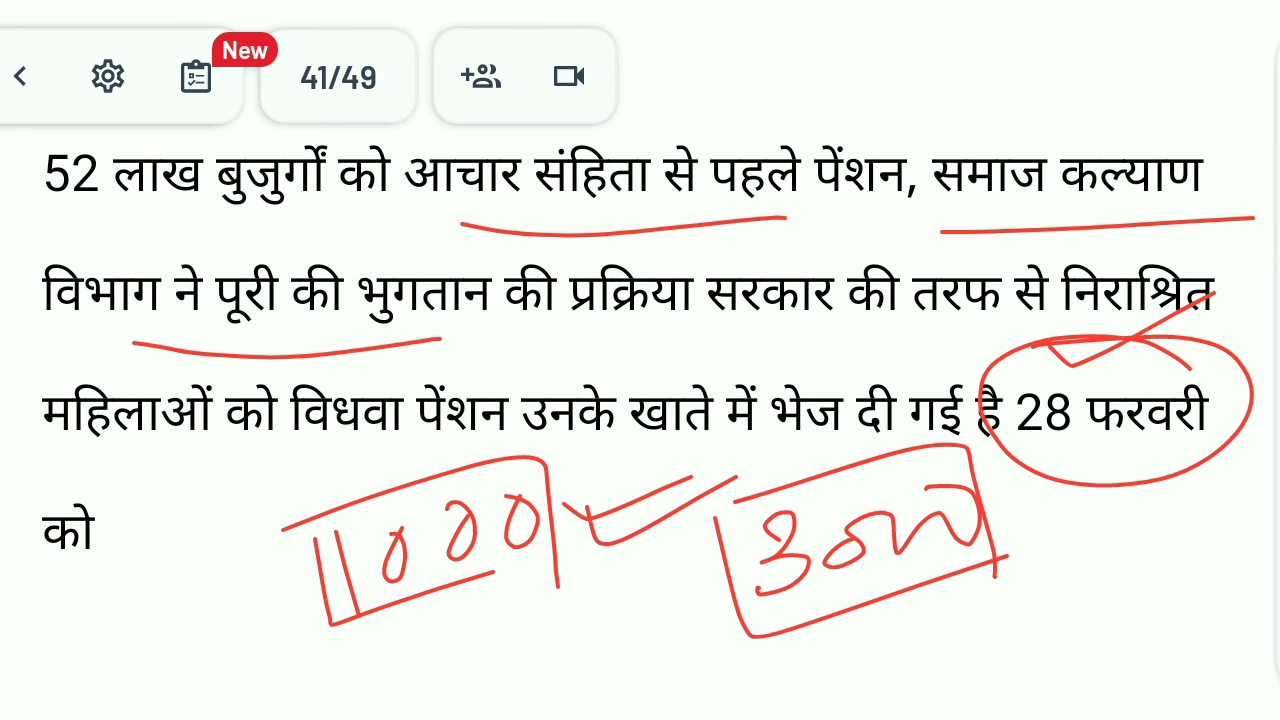 New
41/49
52 लाख बुजुर्गों को आचार संहिता से पहले पेंशन, समाज कल्याण
विभाग ने पूरी की भुगतान की प्रक्रिया सरकार की तरफ से निराश्रित
महिलाओं को विधवा पेंशन उनके खाते में भेज दी गई है 28 फरवरी
को
1000 3000